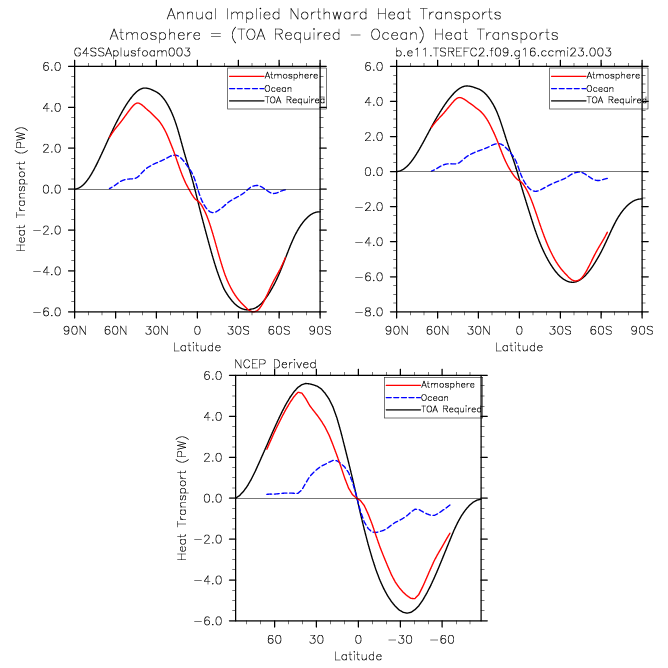 Annual Implied Northward Heat Transports
Atmosphere = (TOA Required − Ocean) Heat Transports
G4SSAplusfoam003
Atmosphere
Ocean
TOA Required
6.0
4.0
2.0
0.0
−2.0
−4.0
−6.0
Heat Transport (PW)
90N 60N 30N 0 30S 60S 90S
Latitude
b.e11.TSREFC2.f09.g16.ccmi23.003
Atmosphere
Ocean
TOA Required
6.0
4.0
2.0
0.0
−2.0
−4.0
−6.0
−8.0
90N 60N 30N 0 30S 60S 90S
Latitude
NCEP Derived
Atmosphere
Ocean
TOA Required
6.0
4.0
2.0
0.0
−2.0
−4.0
−6.0
Heat Transport (PW)
60 30 0 −30 −60
Latitude